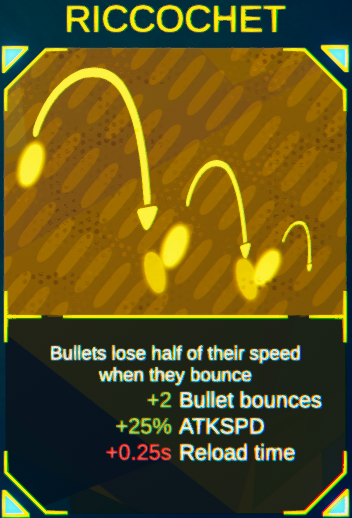 RICCOCHET
Bullets lose half of their speed
when they bounce
+2 Bullet bounces
+25% ATKSPD
+0.25s Reload time